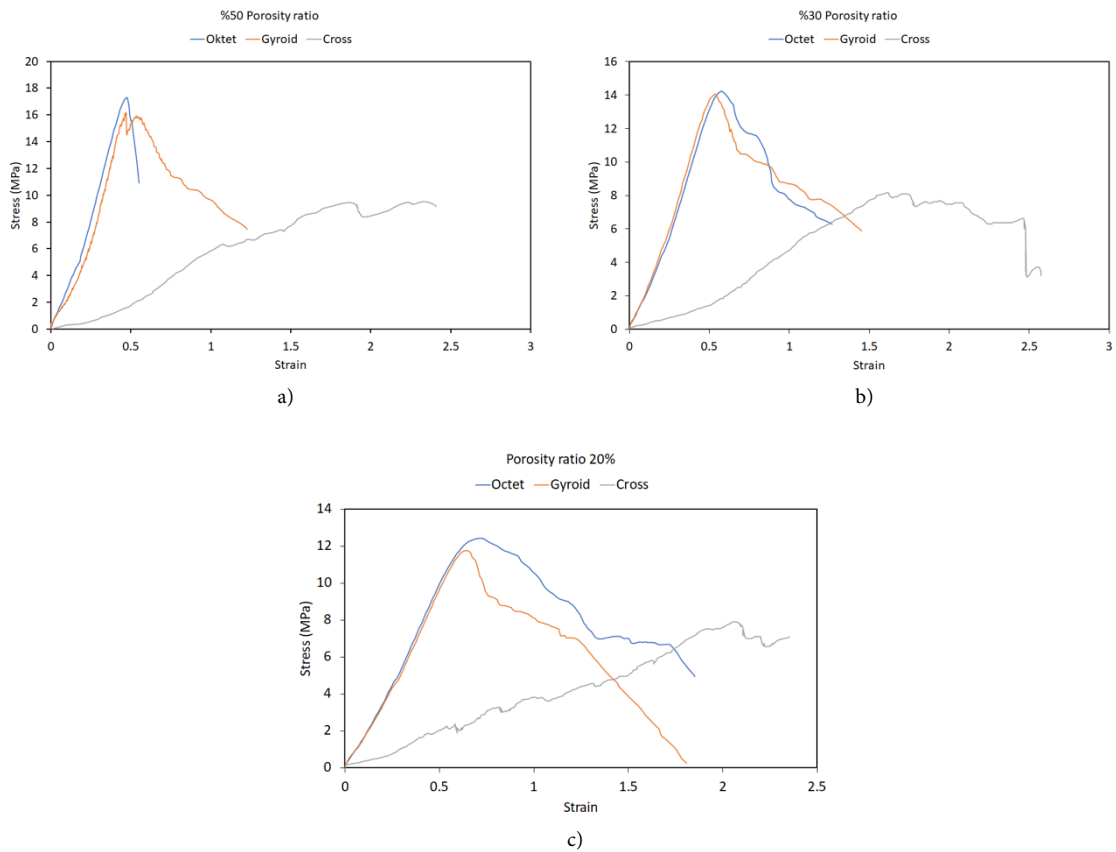 %50 Porosity ratio
Oktet Gyroid Cross
Stress (MPa)
20
18
16
14
12
10
8
6
4
2
0
0 0.5 1 1.5 2 2.5 3
Strain
a)
%30 Porosity ratio
Octet Gyroid Cross
Stress (MPa)
16
14
12
10
8
6
4
2
0
0 0.5 1 1.5 2 2.5 3
Strain
b)
Porosity ratio 20%
Octet Gyroid Cross
Stress (MPa)
14
12
10
8
6
4
2
0
0 0.5 1 1.5 2 2.5
Strain
c)